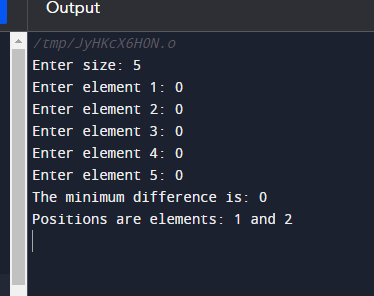 Output
/tmp/JyHKcX6HON.o
Enter size: 5
Enter element 1: 0
Enter element 2: 0
Enter element 3: 0
Enter element 4: 0
Enter element 5: 0
The minimum difference is: 0
Positions are elements: 1 and 2